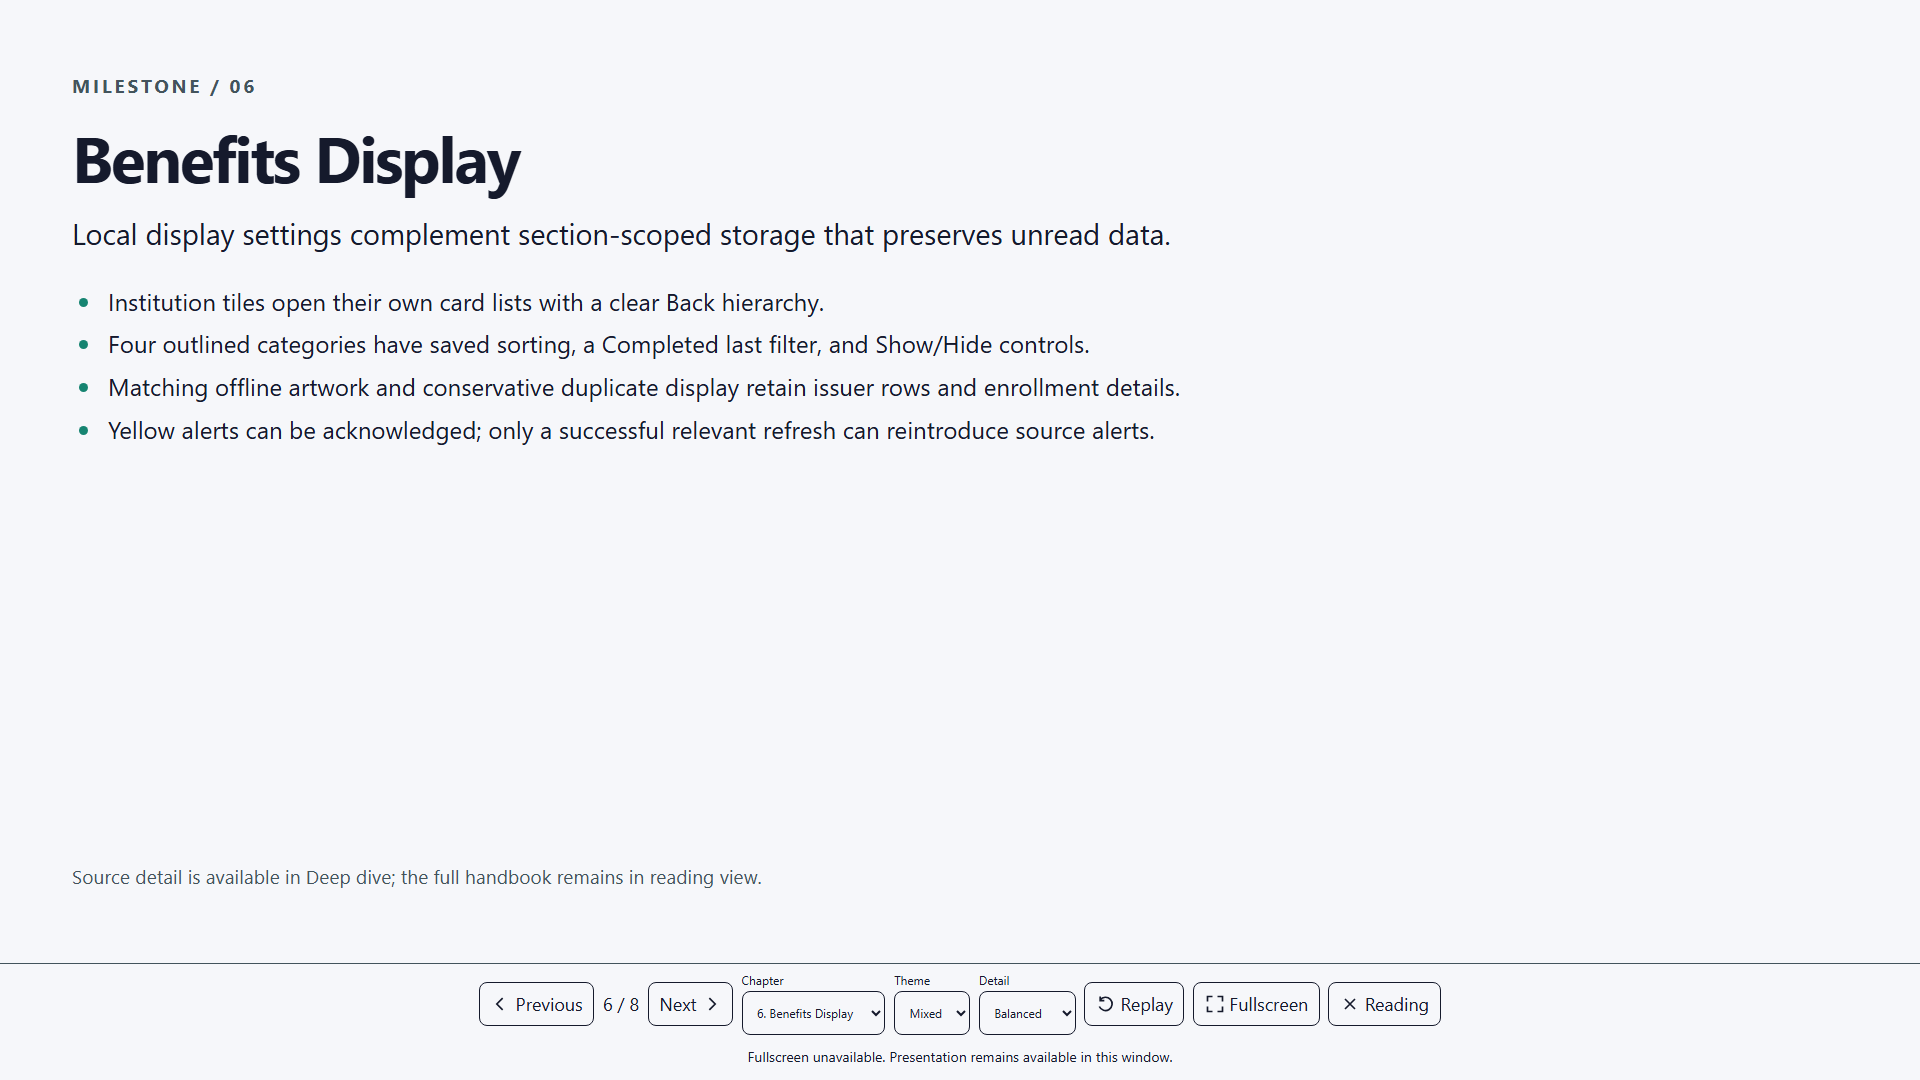 MILESTONE / 06
Benefits Display
Local display settings complement section-scoped storage that preserves unread data.
Institution tiles open their own card lists with a clear Back hierarchy.
Four outlined categories have saved sorting, a Completed last filter, and Show/Hide controls.
Matching offline artwork and conservative duplicate display retain issuer rows and enrollment details.
Yellow alerts can be acknowledged; only a successful relevant refresh can reintroduce source alerts.
Source detail is available in Deep dive; the full handbook remains in reading view.
Chapter Theme Detail
Previous 6 / 8 Next 6. Benefits Display Mixed Balanced Replay Fullscreen Reading
Fullscreen unavailable. Presentation remains available in this window.